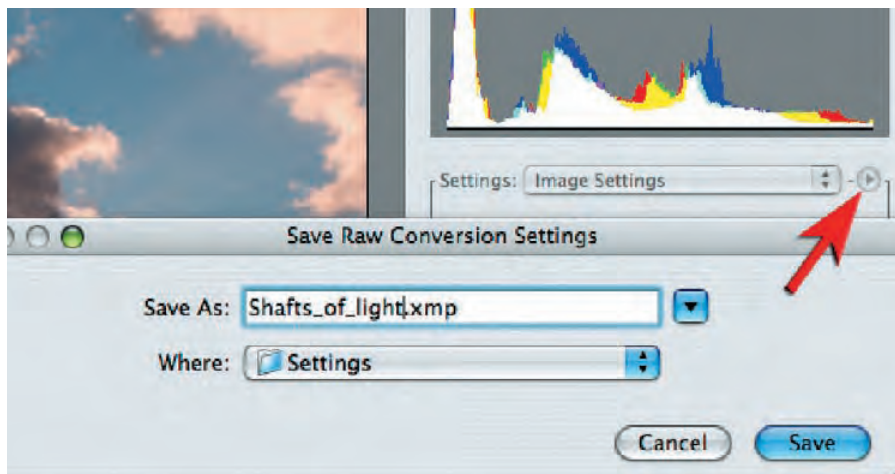 Settings: Image Settings
Save Raw Conversion Settings
Save As: Shafts_of_light.xmp
Where: Settings
Cancel Save